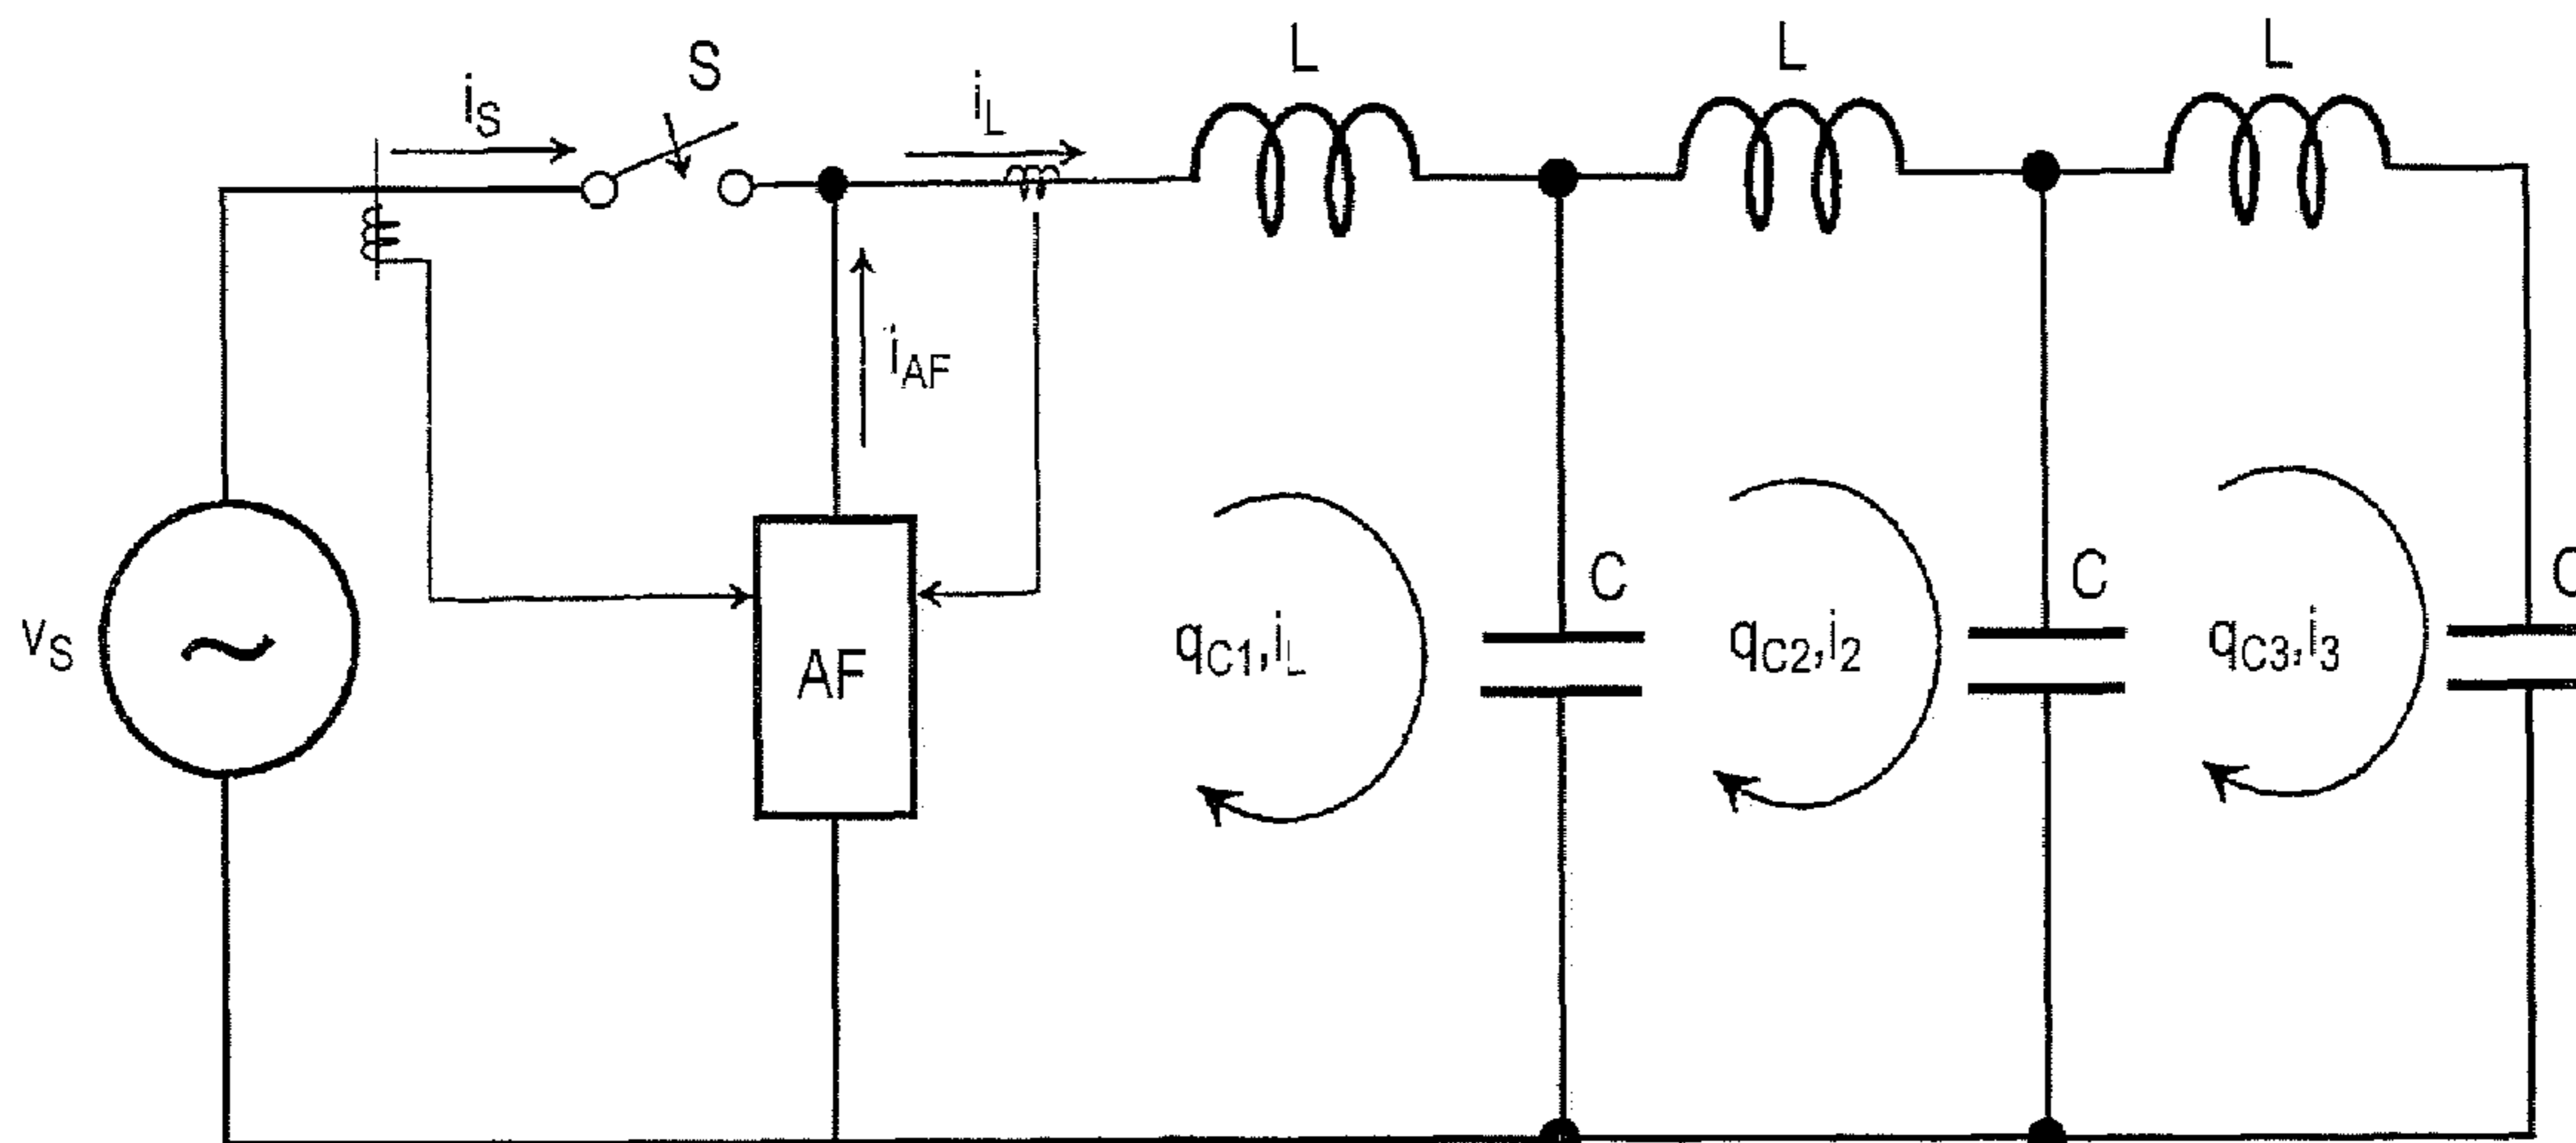 S
i_S
i_L
L
L
L
i_AF
v_S
AF
C
C
C
q_C1, i_L
q_C2, i_2
q_C3, i_3